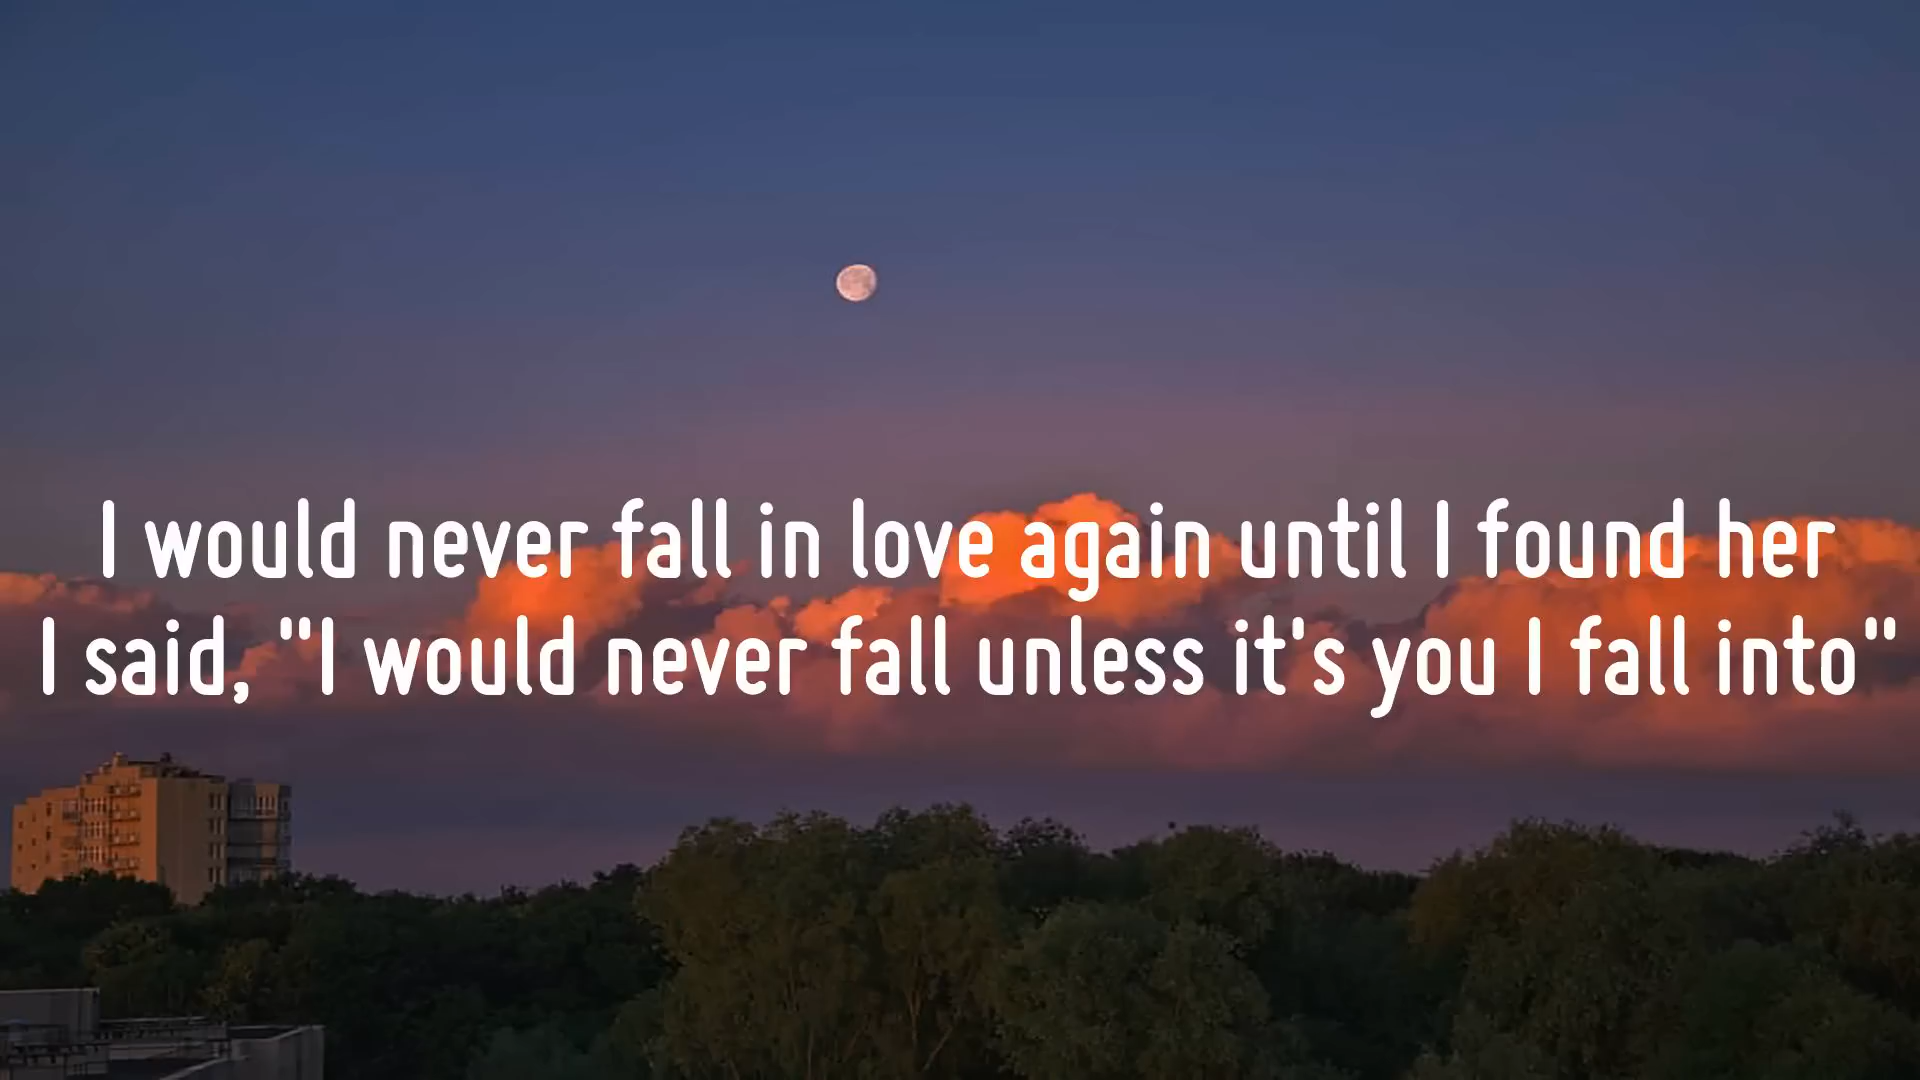 I would never fall in love again until I found her
I said, "I would never fall unless it's you I fall into"